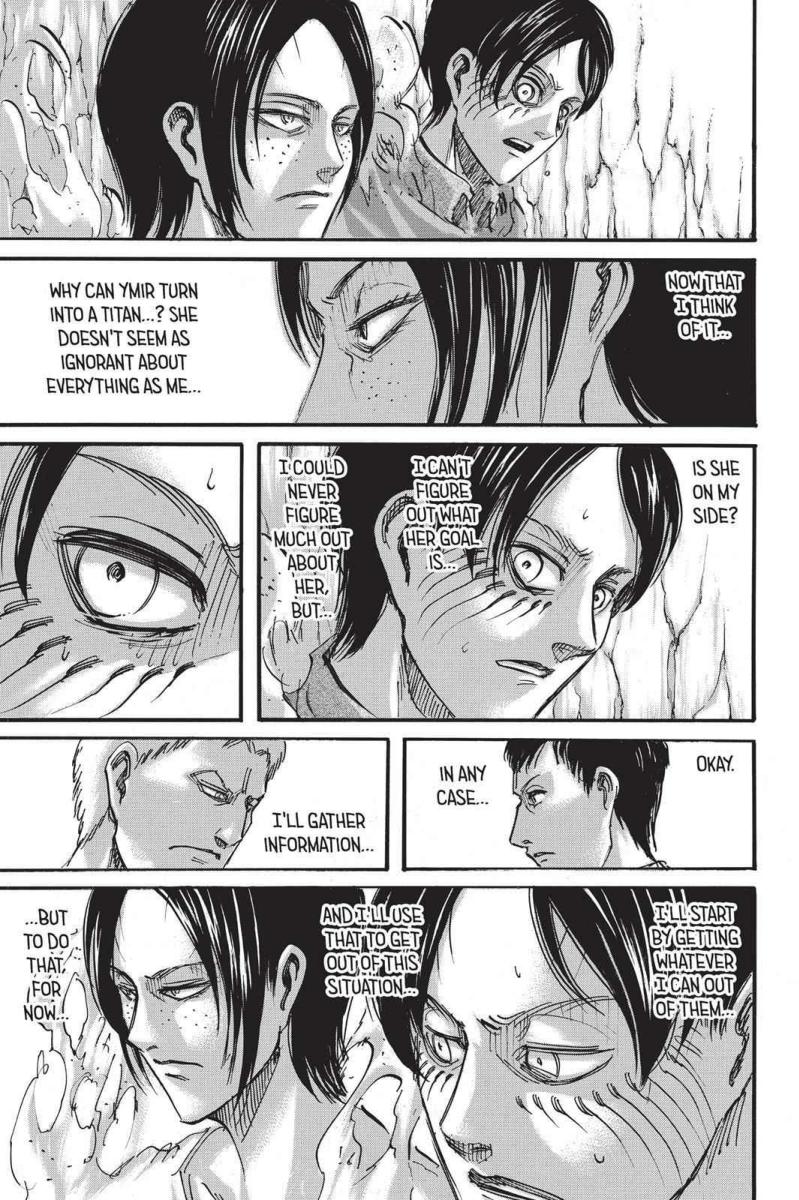 NOW THAT
I THINK
OF IT...
WHY CAN YMIR TURN
INTO A TITAN...? SHE
DOESN'T SEEM AS
IGNORANT ABOUT
EVERYTHING AS ME...
IS SHE
ON MY
SIDE?
I CAN'T
FIGURE
OUT WHAT
HER GOAL
IS...
I COULD
NEVER
FIGURE
MUCH OUT
ABOUT
HER,
BUT...
OKAY.
IN ANY
CASE...
I'LL GATHER
INFORMATION...
I'LL START
BY GETTING
WHATEVER
I CAN OUT
OF THEM...
AND I'LL USE
THAT TO GET
OUT OF THIS
SITUATION...
...BUT
TO DO
THAT,
FOR
NOW...